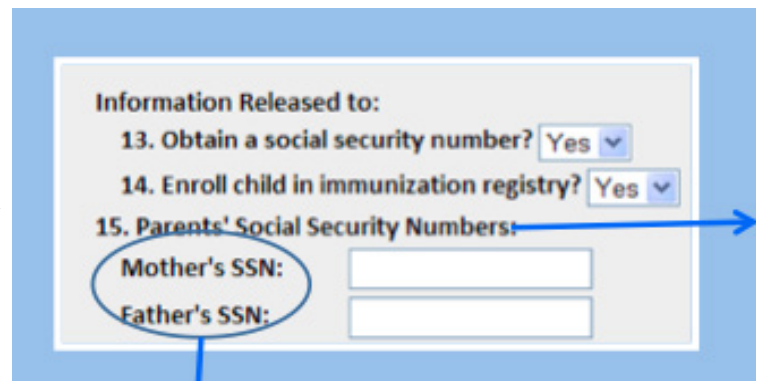 Information Released to:
13. Obtain a social security number? Yes
14. Enroll child in immunization registry? Yes
15. Parents' Social Security Numbers:
Mother's SSN:
Father's SSN: